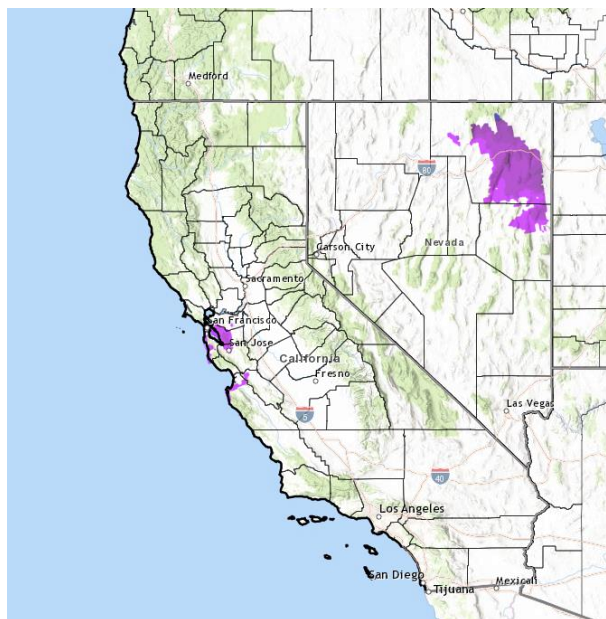 Medford
80
Carson City
Nevada
Sacramento
San Francisco
San Jose
California
Fresno
Las Vegas
5
40
Los Angeles
San Diego
Mexicali
Tijuana